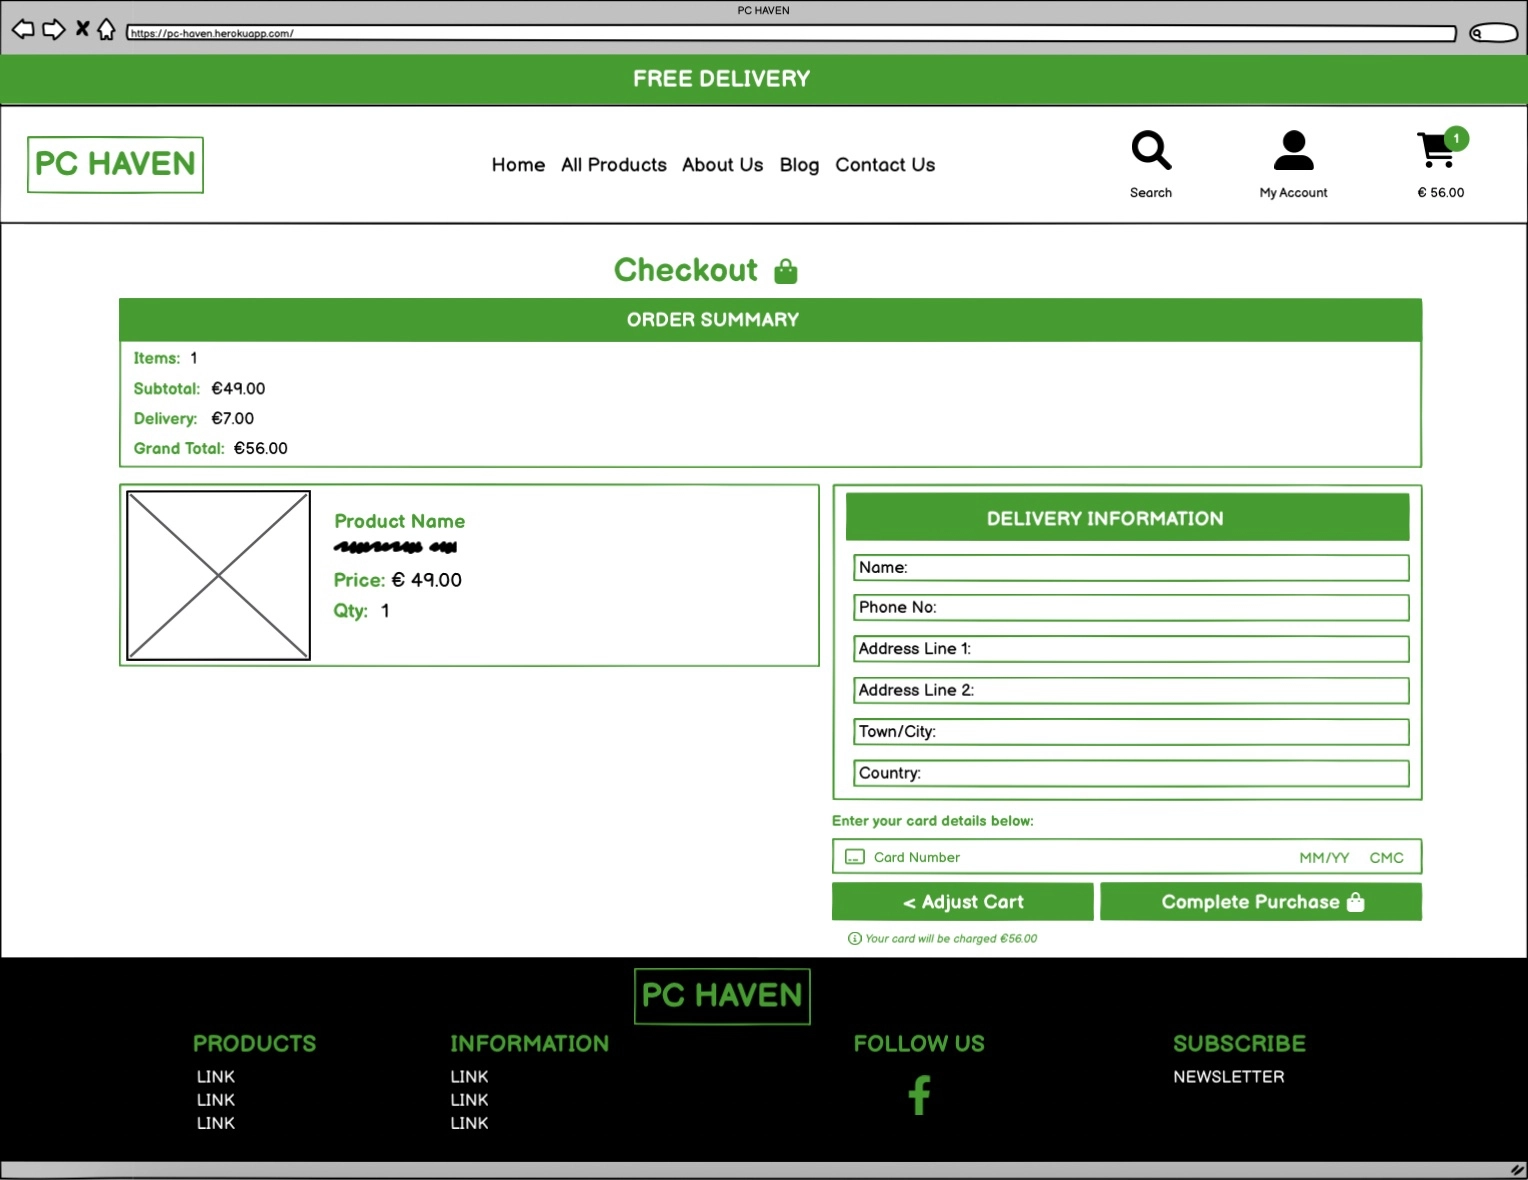 PC HAVEN
https://pc-haven.herokuapp.com/
FREE DELIVERY
PC HAVEN
Home All Products About Us Blog Contact Us
Search
My Account
1
€ 56.00
Checkout
ORDER SUMMARY
Items: 1
Subtotal: €49.00
Delivery: €7.00
Grand Total: €56.00
Product Name
Price: € 49.00
Qty: 1
DELIVERY INFORMATION
Name:
Phone No:
Address Line 1:
Address Line 2:
Town/City:
Country:
Enter your card details below:
Card Number MM/YY CMC
< Adjust Cart
Complete Purchase
Your card will be charged €56.00
PC HAVEN
PRODUCTS
LINK
LINK
LINK
INFORMATION
LINK
LINK
LINK
FOLLOW US
SUBSCRIBE
NEWSLETTER